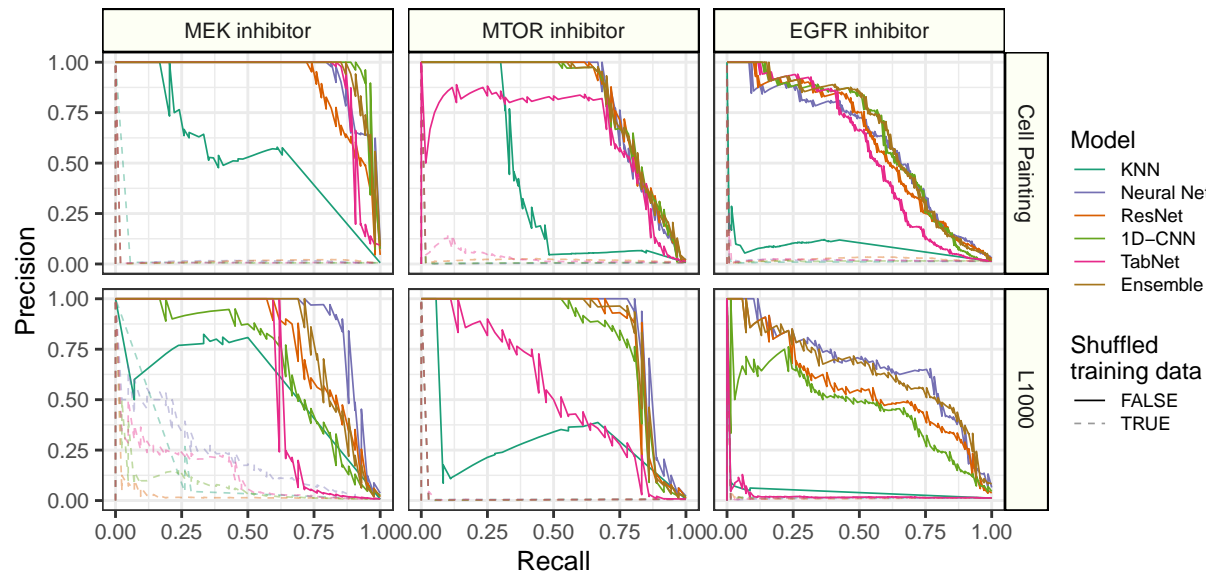 MEK inhibitor
MTOR inhibitor
EGFR inhibitor
Precision
1.00
0.75
0.50
0.25
0.00
Cell Painting
1.00
0.75
0.50
0.25
0.00
L1000
0.00 0.25 0.50 0.75 1.00
0.00 0.25 0.50 0.75 1.00
0.00 0.25 0.50 0.75 1.00
Recall
Model
KNN
Neural Net
ResNet
1D−CNN
TabNet
Ensemble
Shuffled
training data
FALSE
TRUE